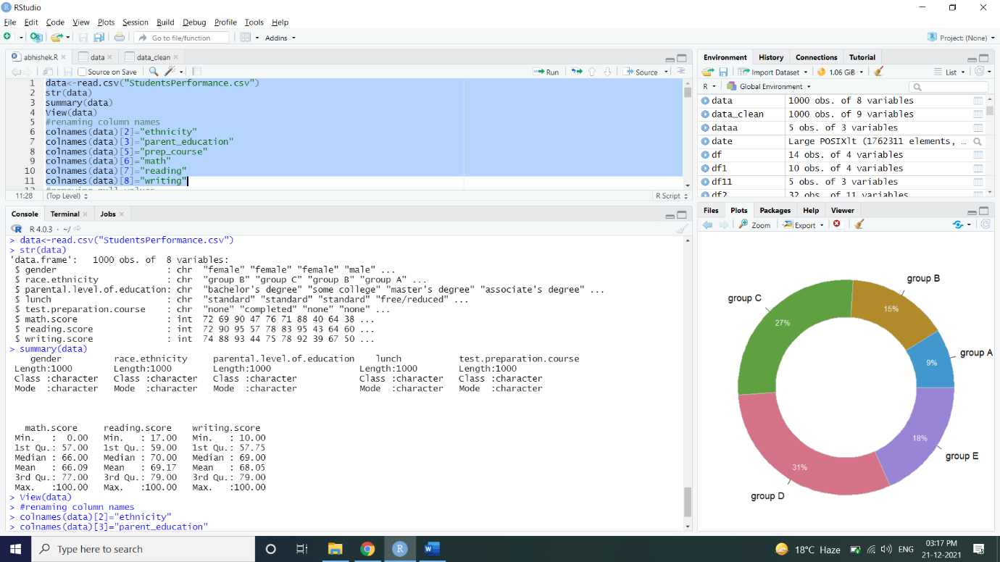 RStudio
File Edit Code View Plots Session Build Debug Profile Tools Help
Go to file/function Addins Project: (None)
abhishek.R data data_clean
Source on Save Run Source
1 data<-read.csv("StudentsPerformance.csv")
2 str(data)
3 summary(data)
4 View(data)
5 #renaming column names
6 colnames(data)[2]="ethnicity"
7 colnames(data)[3]="parent_education"
8 colnames(data)[5]="prep_course"
9 colnames(data)[6]="math"
10 colnames(data)[7]="reading"
11 colnames(data)[8]="writing"
11:28 (Top Level) R Script
Console Terminal Jobs
R 4.0.3 · ~/
> data<-read.csv("StudentsPerformance.csv")
> str(data)
'data.frame': 1000 obs. of 8 variables:
$ gender : chr "female" "female" "female" "male" ...
$ race.ethnicity : chr "group B" "group C" "group B" "group A" ...
$ parental.level.of.education: chr "bachelor's degree" "some college" "master's degree" "associate's degree" ...
$ lunch : chr "standard" "standard" "standard" "free/reduced" ...
$ test.preparation.course : chr "none" "completed" "none" "none" ...
$ math.score : int 72 69 90 47 76 71 88 40 64 38 ...
$ reading.score : int 72 90 95 57 78 83 95 43 64 60 ...
$ writing.score : int 74 88 93 44 75 78 92 39 67 50 ...
> summary(data)
gender race.ethnicity parental.level.of.education lunch test.preparation.course
Length:1000 Length:1000 Length:1000 Length:1000 Length:1000
Class :character Class :character Class :character Class :character Class :character
Mode :character Mode :character Mode :character Mode :character Mode :character
math.score reading.score writing.score
Min. : 0.00 Min. : 17.00 Min. : 10.00
1st Qu.: 57.00 1st Qu.: 59.00 1st Qu.: 57.75
Median : 66.00 Median : 70.00 Median : 69.00
Mean : 66.09 Mean : 69.17 Mean : 68.05
3rd Qu.: 77.00 3rd Qu.: 79.00 3rd Qu.: 79.00
Max. :100.00 Max. :100.00 Max. :100.00
> View(data)
> #renaming column names
> colnames(data)[2]="ethnicity"
> colnames(data)[3]="parent_education"
Environment History Connections Tutorial
Import Dataset 1.06 GiB List
R Global Environment
data 1000 obs. of 8 variables
data_clean 1000 obs. of 9 variables
dataa 5 obs. of 3 variables
date Large POSIXlt (1762311 elements, …
df 14 obs. of 4 variables
df1 10 obs. of 4 variables
df11 5 obs. of 3 variables
df2 32 obs. of 11 variables
Files Plots Packages Help Viewer
Zoom Export
group B
group C
15%
27%
group A
9%
18%
group E
31%
group D
Type here to search
18°C Haze ENG 03:17 PM
21-12-2021